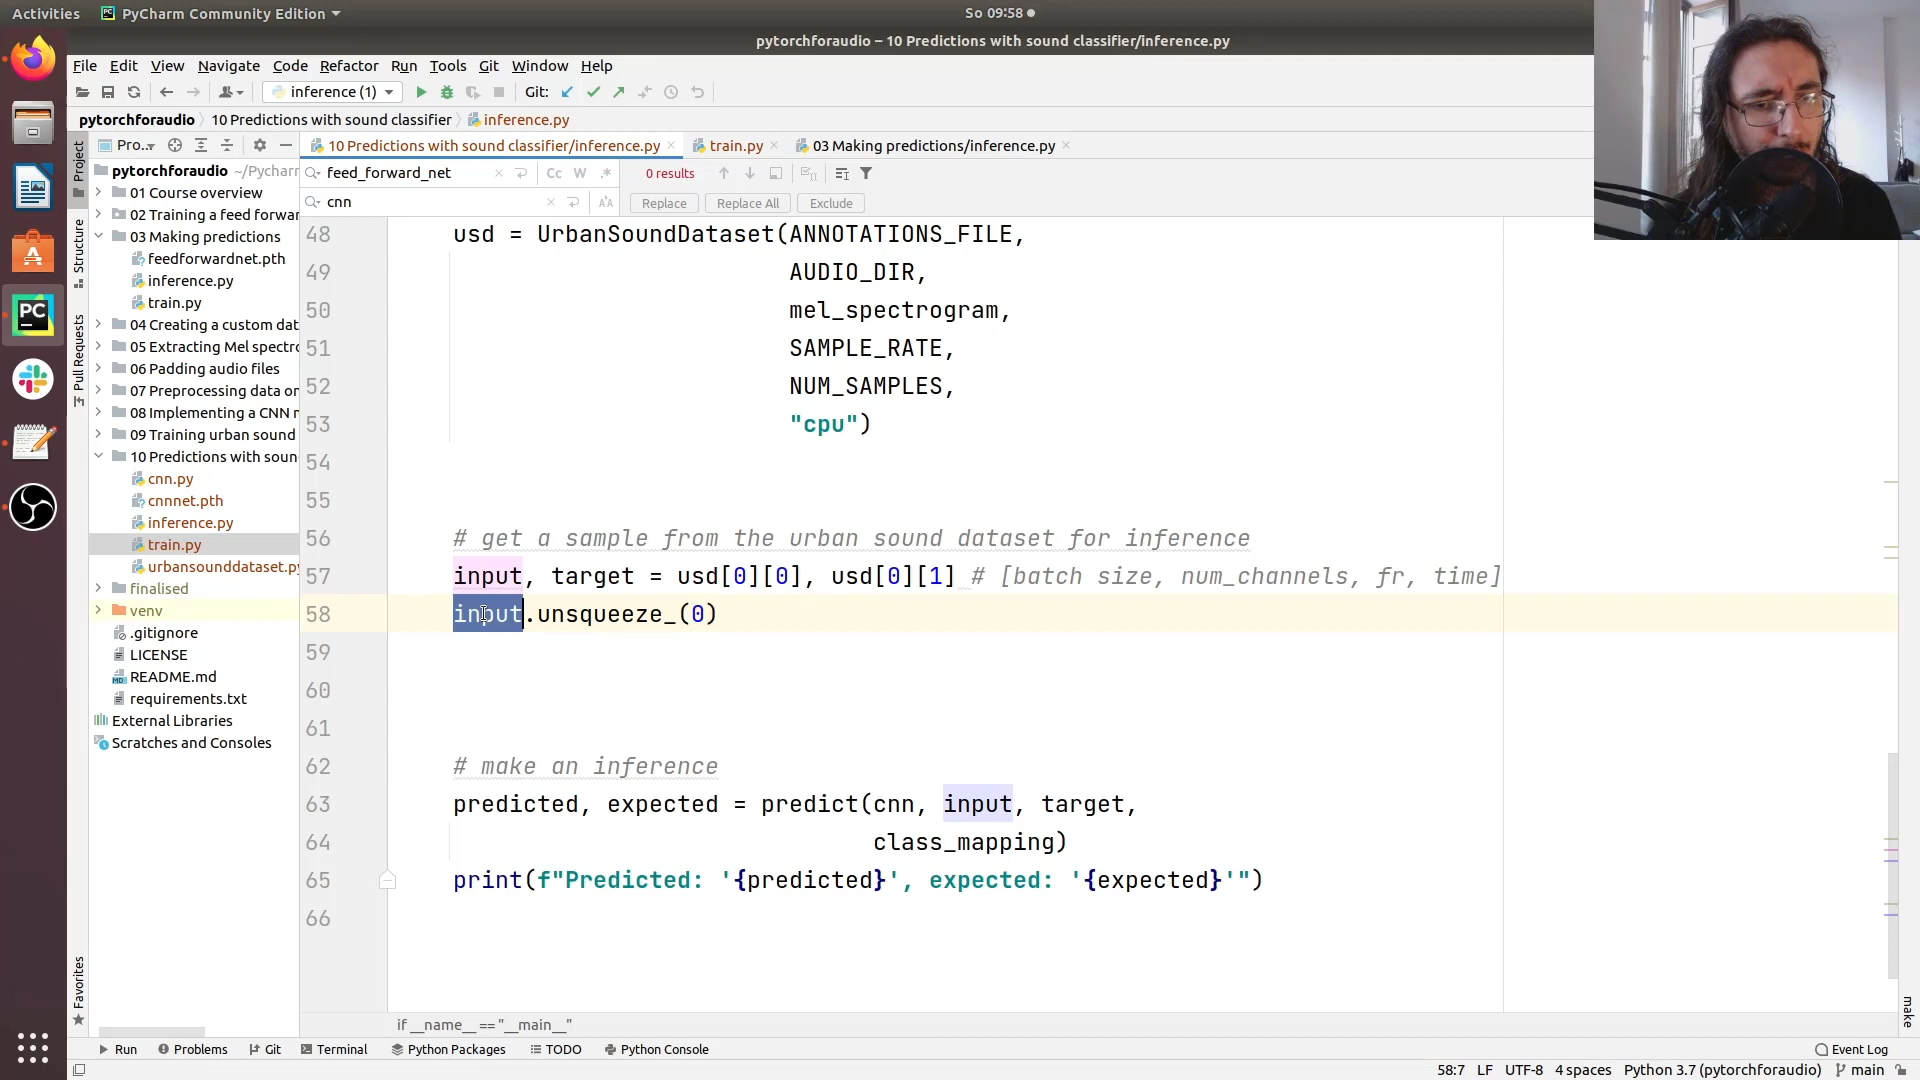 Activities
PyCharm Community Edition
So 09:58
pytorchforaudio – 10 Predictions with sound classifier/inference.py
File Edit View Navigate Code Refactor Run Tools Git Window Help
inference (1)
Git:
pytorchforaudio 10 Predictions with sound classifier inference.py
Pro...
10 Predictions with sound classifier/inference.py
train.py
03 Making predictions/inference.py
feed_forward_net
Cc W .*
0 results
cnn
Replace Replace All Exclude
Project
Structure
Pull Requests
Favorites
pytorchforaudio ~/Pycharm
01 Course overview
02 Training a feed forwar
03 Making predictions
feedforwardnet.pth
inference.py
train.py
04 Creating a custom dat
05 Extracting Mel spectro
06 Padding audio files
07 Preprocessing data on
08 Implementing a CNN n
09 Training urban sound
10 Predictions with soun
cnn.py
cnnnet.pth
inference.py
train.py
urbansounddataset.py
finalised
venv
.gitignore
LICENSE
README.md
requirements.txt
External Libraries
Scratches and Consoles
48 usd = UrbanSoundDataset(ANNOTATIONS_FILE,
49 AUDIO_DIR,
50 mel_spectrogram,
51 SAMPLE_RATE,
52 NUM_SAMPLES,
53 "cpu")
54
55
56 # get a sample from the urban sound dataset for inference
57 input, target = usd[0][0], usd[0][1] # [batch size, num_channels, fr, time]
58 input.unsqueeze_(0)
59
60
61
62 # make an inference
63 predicted, expected = predict(cnn, input, target,
64 class_mapping)
65 print(f"Predicted: '{predicted}', expected: '{expected}'")
66
if __name__ == "__main__"
make
Run Problems Git Terminal Python Packages TODO Python Console Event Log
58:7 LF UTF-8 4 spaces Python 3.7 (pytorchforaudio) main